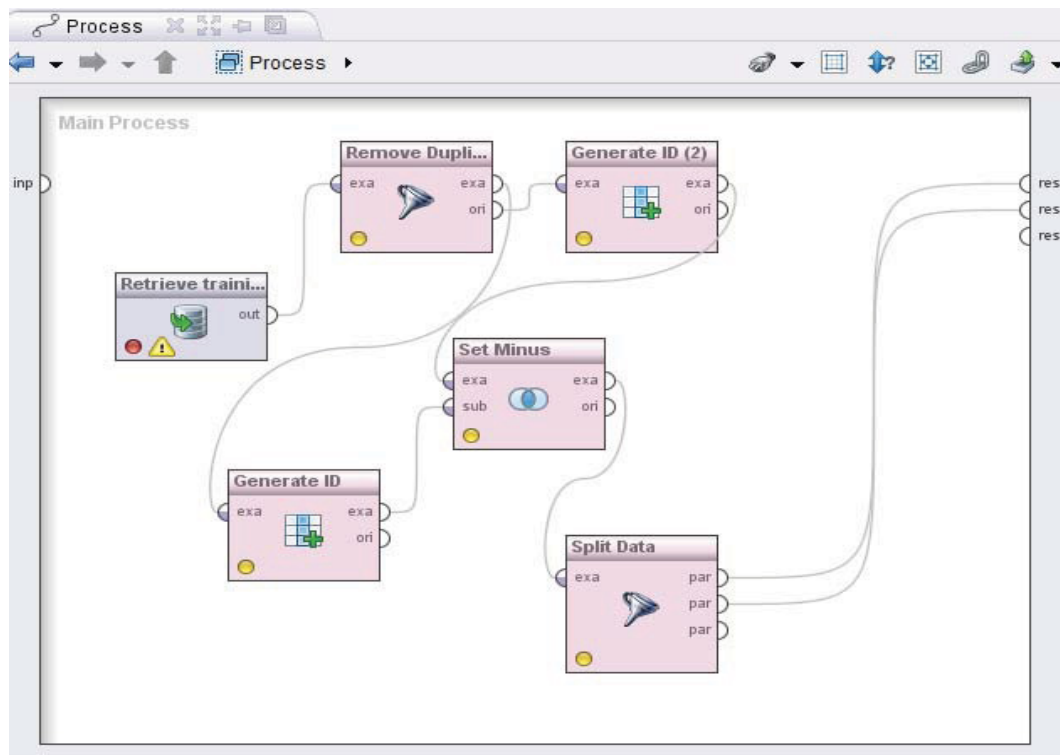 Process
Process
Main Process
inp
Remove Dupli...
exa
exa
ori
Generate ID (2)
exa
exa
ori
res
res
res
Retrieve traini...
out
Set Minus
exa
exa
sub
ori
Generate ID
exa
exa
ori
Split Data
exa
par
par
par